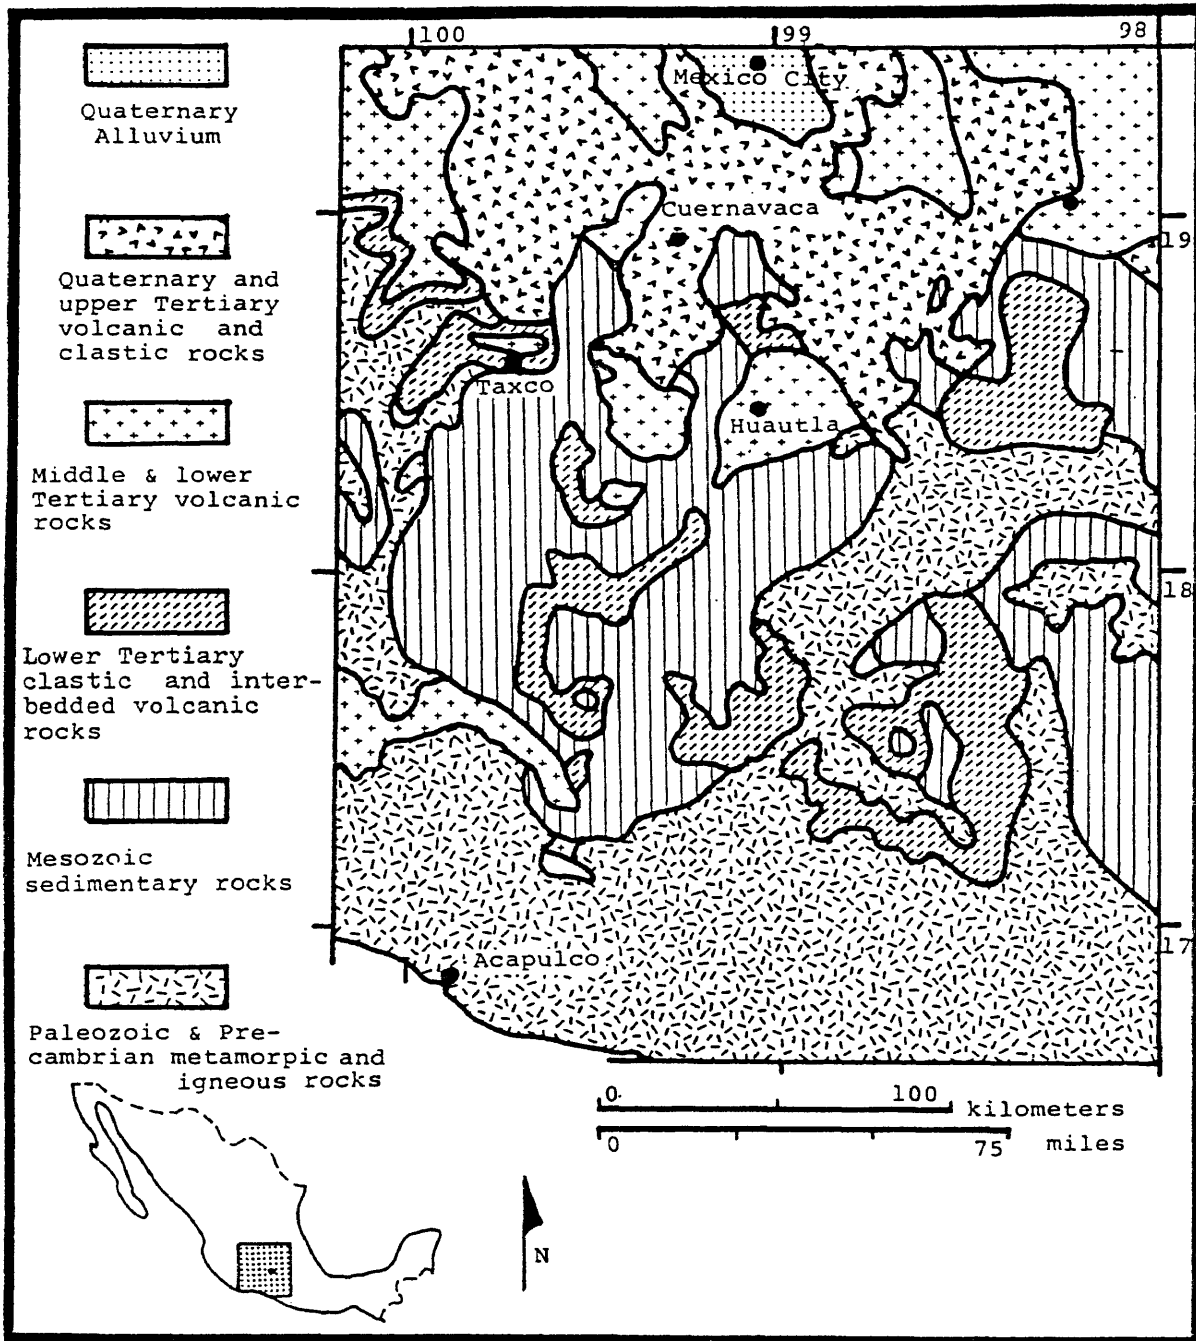 100
99
98
Mexico City
Cuernavaca
19
Taxco
Huautla
18
17
Acapulco
Quaternary
Alluvium
Quaternary and
upper Tertiary
volcanic and
clastic rocks
Middle & lower
Tertiary volcanic
rocks
Lower Tertiary
clastic and inter-
bedded volcanic
rocks
Mesozoic
sedimentary rocks
Paleozoic & Pre-
cambrian metamorpic and
igneous rocks
0 100 kilometers
0 75 miles
N